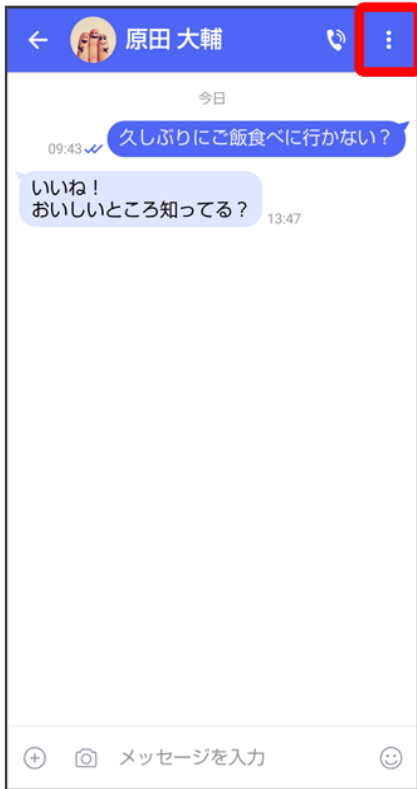 原田 大輔
今日
久しぶりにご飯食べに行かない？
09:43
いいね！
おいしいところ知ってる？
13:47
メッセージを入力